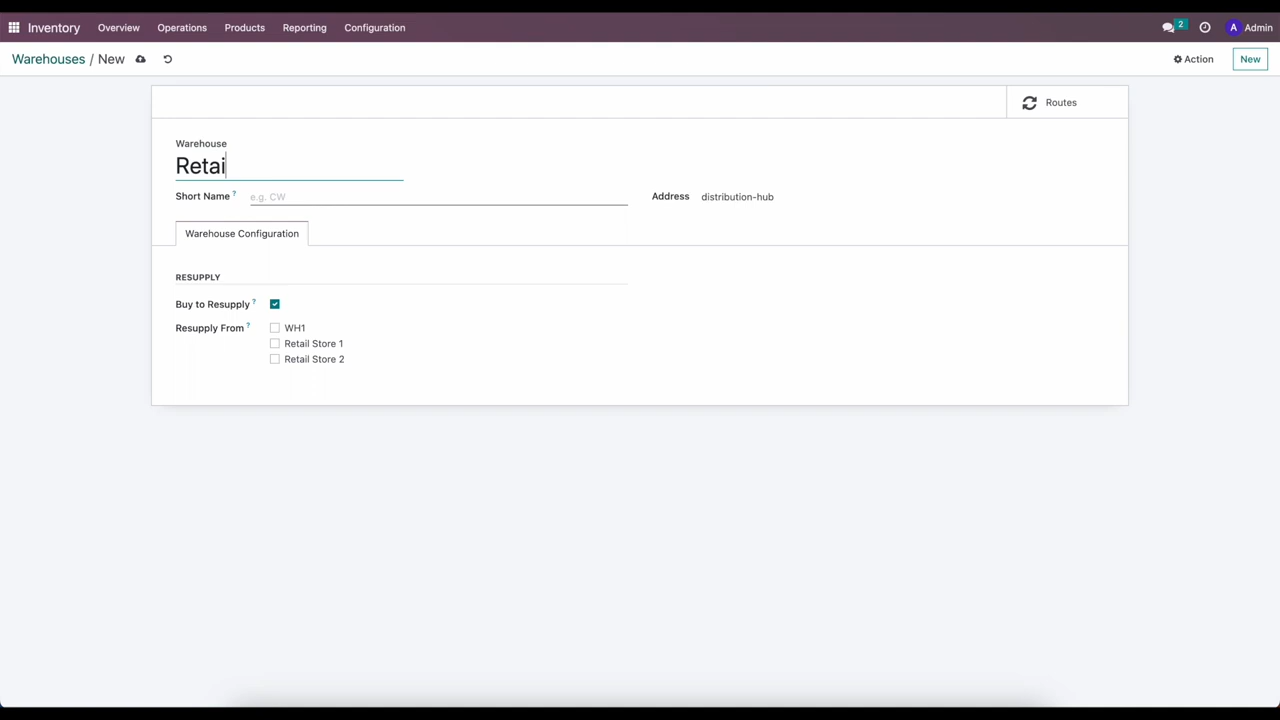 Inventory Overview Operations Products Reporting Configuration 2 A Admin
Warehouses / New Action New
Routes
Warehouse
Retai
Short Name ? e.g. CW Address distribution-hub
Warehouse Configuration
RESUPPLY
Buy to Resupply ?
Resupply From ? WH1
Retail Store 1
Retail Store 2